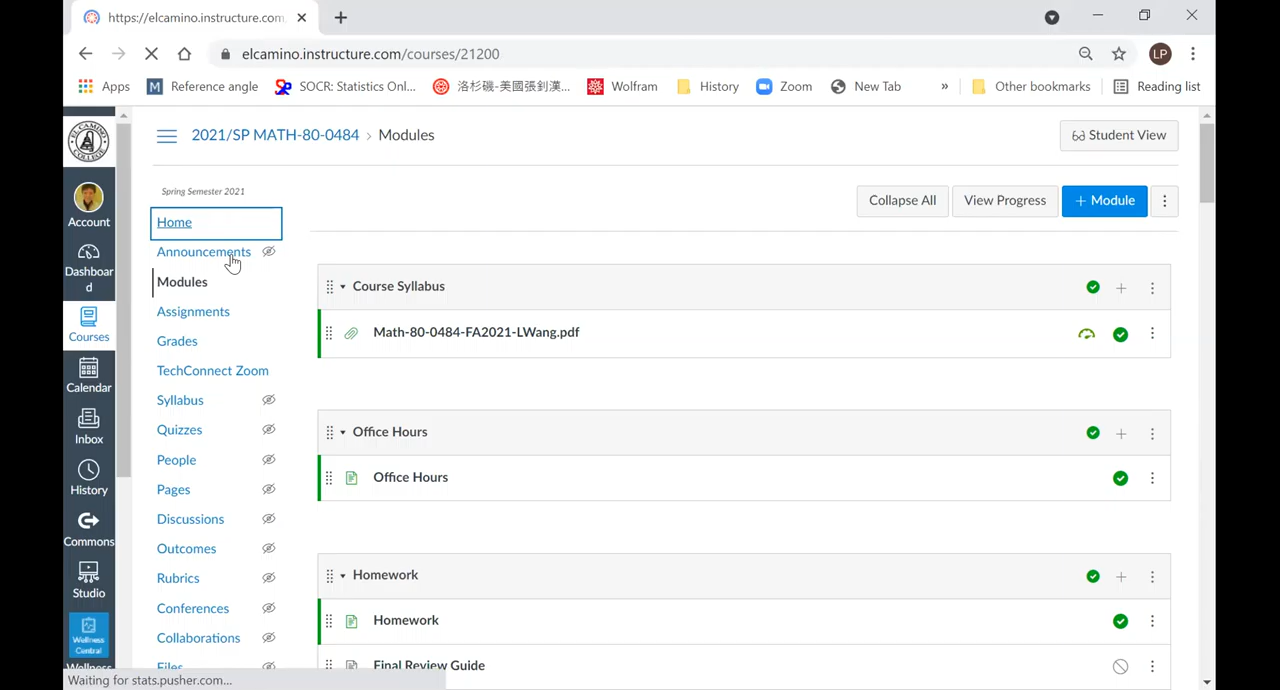 https://elcamino.instructure.com
elcamino.instructure.com/courses/21200
LP
Apps
M Reference angle
SOCR: Statistics Onl...
洛杉磯-美國張釗漢...
Wolfram
History
Zoom
New Tab
»
Other bookmarks
Reading list
EL CAMINO COLLEGE
Account
Dashboar
d
Courses
Calendar
Inbox
History
Commons
Studio
Wellness
Central
Wellness
2021/SP MATH-80-0484 › Modules
Student View
Spring Semester 2021
Home
Announcements
Modules
Assignments
Grades
TechConnect Zoom
Syllabus
Quizzes
People
Pages
Discussions
Outcomes
Rubrics
Conferences
Collaborations
Files
Collapse All
View Progress
+ Module
Course Syllabus
Math-80-0484-FA2021-LWang.pdf
Office Hours
Office Hours
Homework
Homework
Final Review Guide
Waiting for stats.pusher.com...